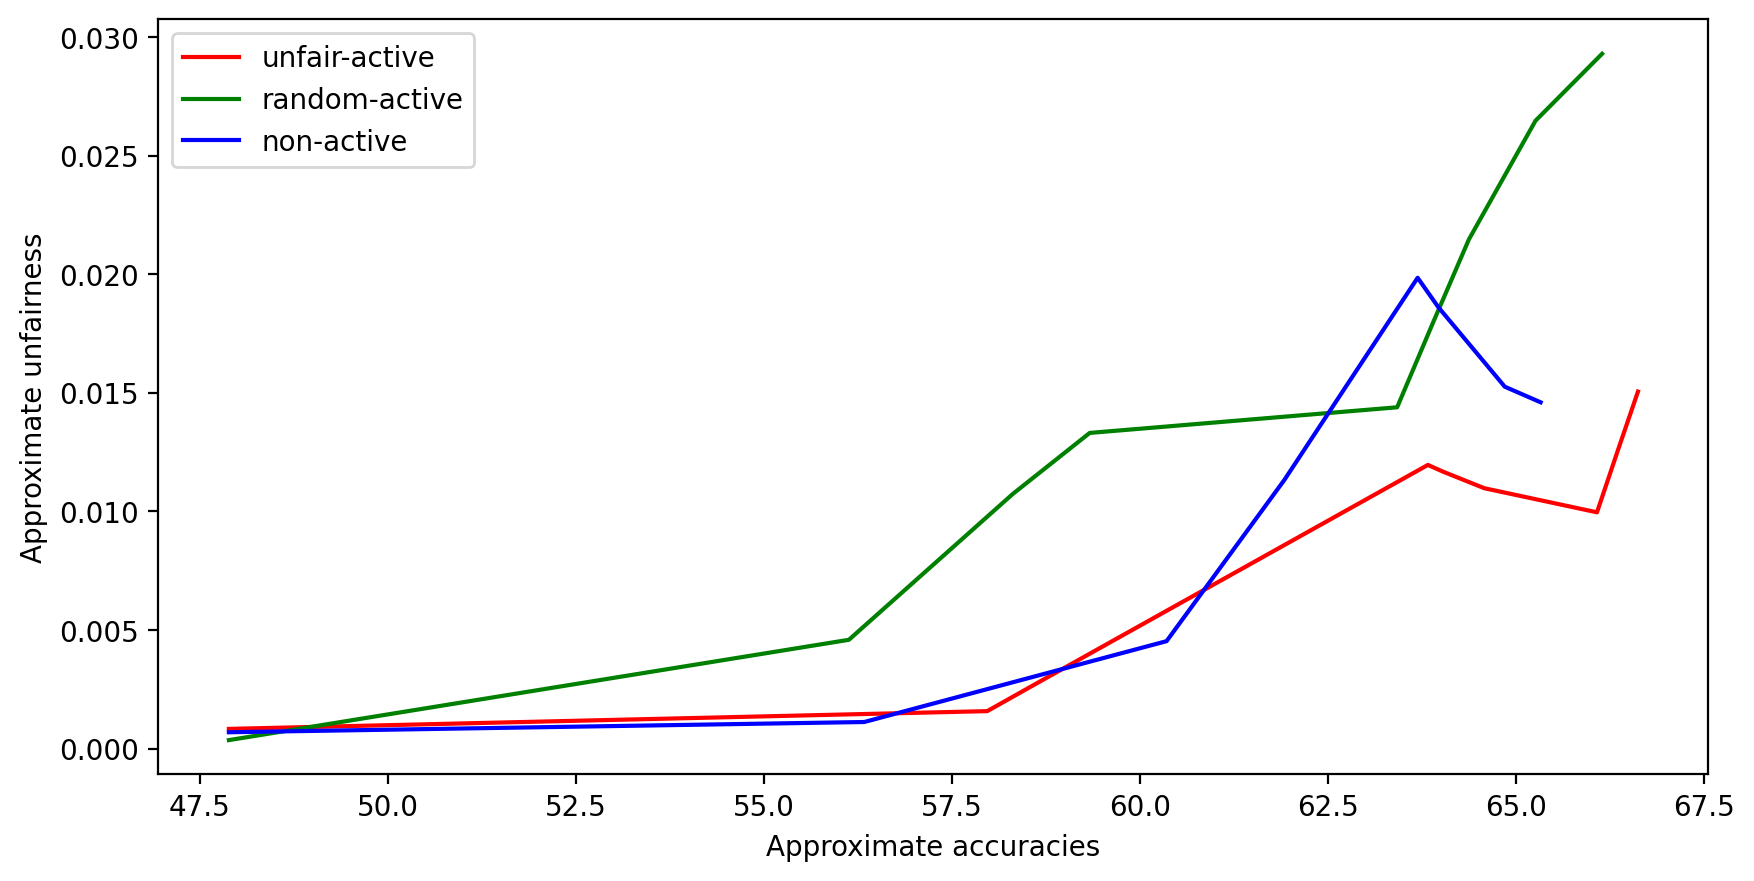 0.030
0.025
0.020
0.015
0.010
0.005
0.000
Approximate unfairness
unfair-active
random-active
non-active
47.5 50.0 52.5 55.0 57.5 60.0 62.5 65.0 67.5
Approximate accuracies